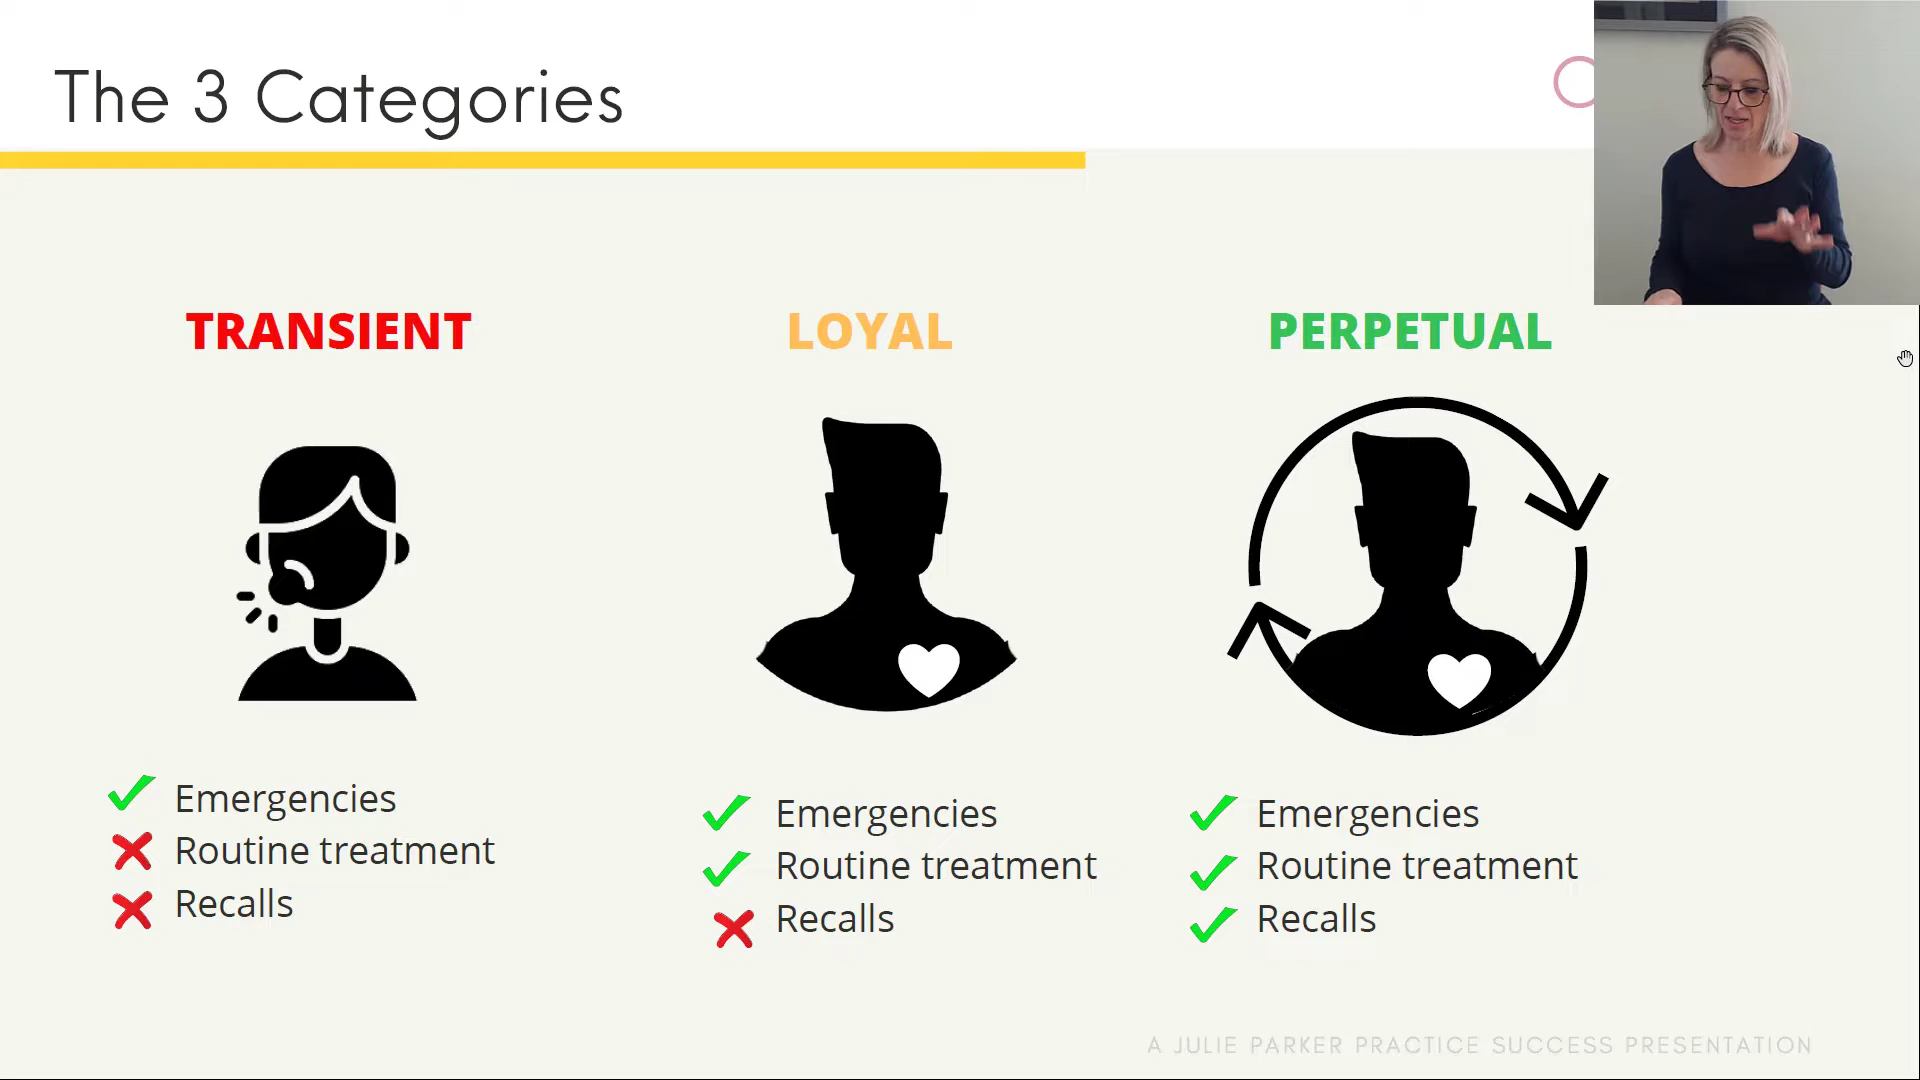 The 3 Categories
TRANSIENT
Emergencies
Routine treatment
Recalls
LOYAL
Emergencies
Routine treatment
Recalls
PERPETUAL
Emergencies
Routine treatment
Recalls
A JULIE PARKER PRACTICE SUCCESS PRESENTATION